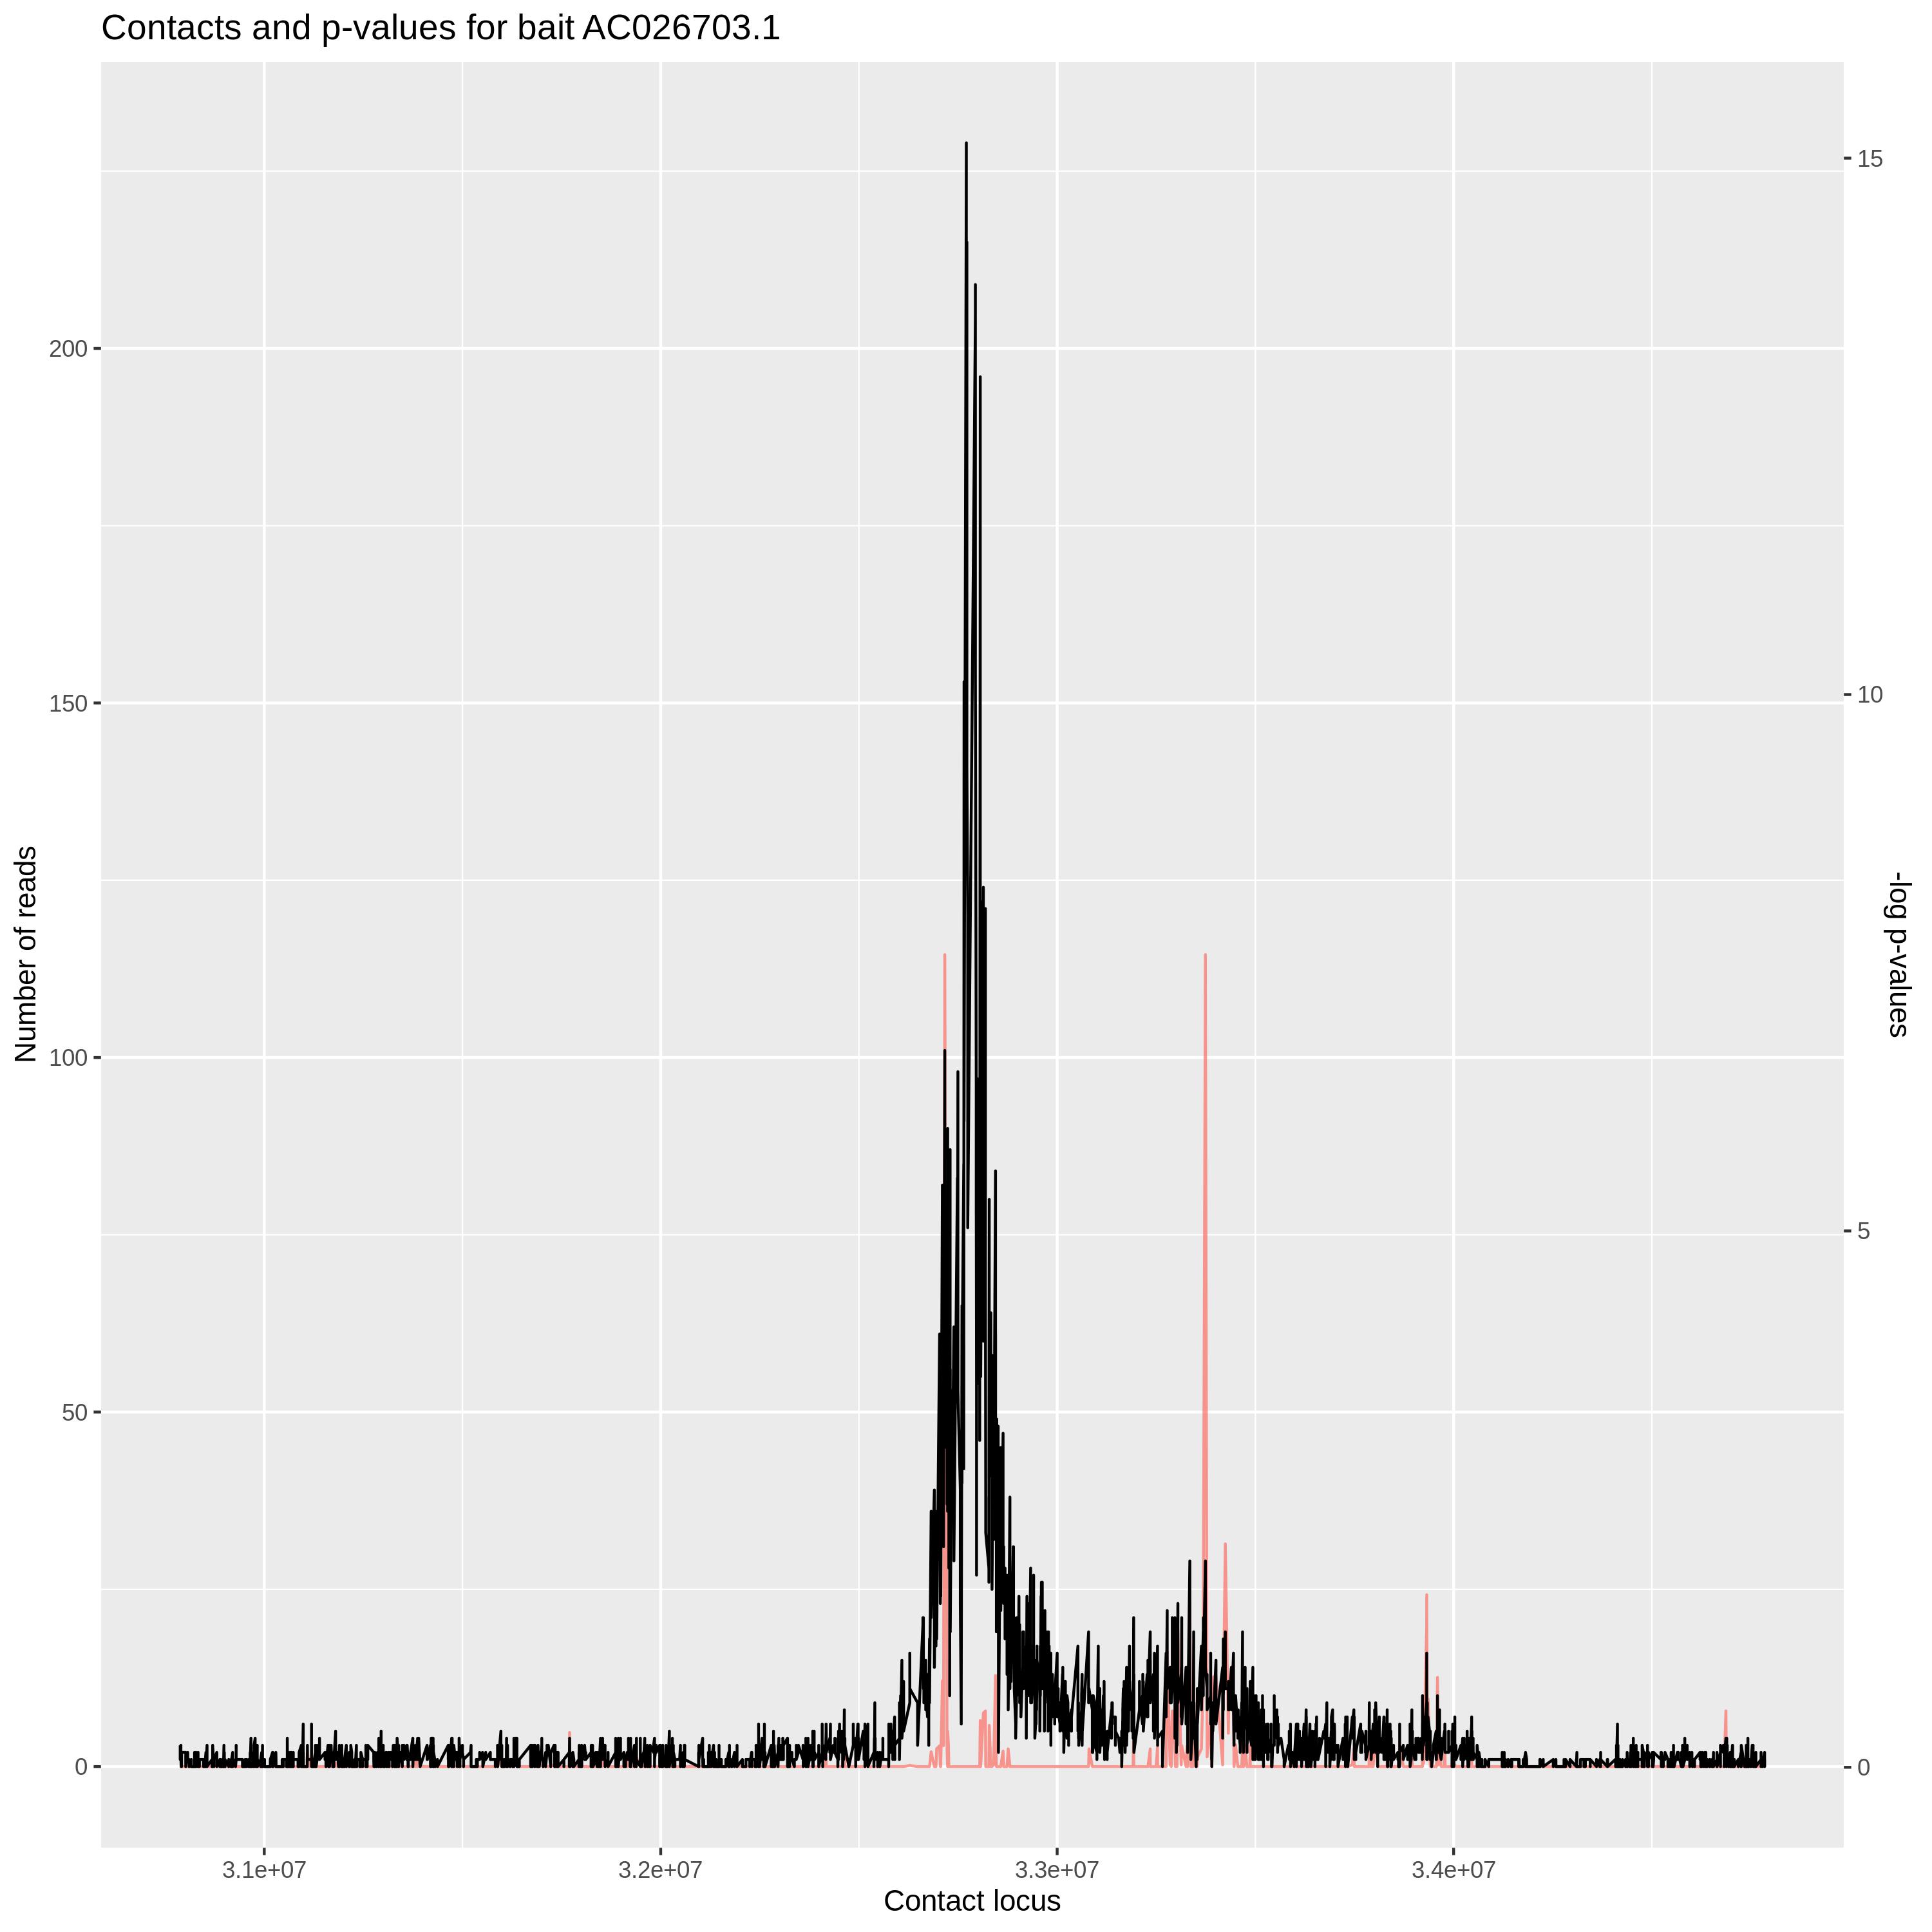 Contacts and p-values for bait AC026703.1
200
150
100
50
0
15
10
5
0
Number of reads
-log p-values
3.1e+07
3.2e+07
3.3e+07
3.4e+07
Contact locus